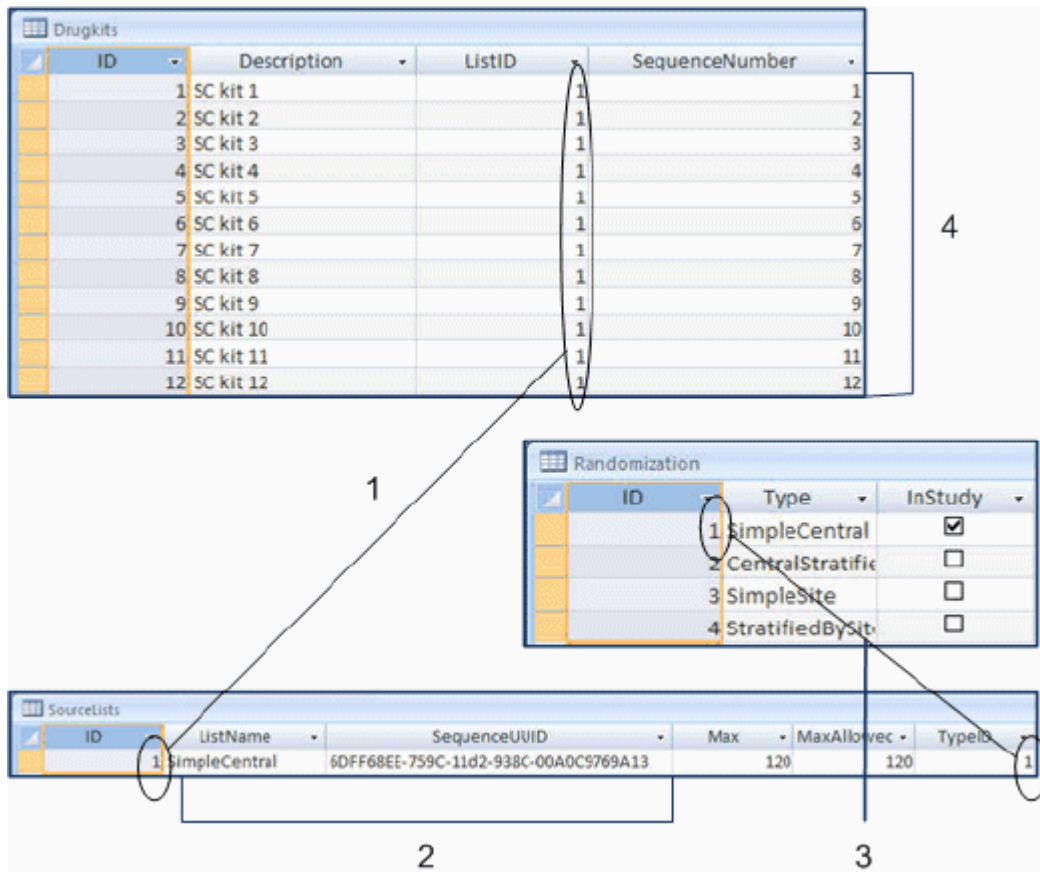 Drugkits
ID Description ListID SequenceNumber
1 SC kit 1 1 1
2 SC kit 2 1 2
3 SC kit 3 1 3
4 SC kit 4 1 4
5 SC kit 5 1 5
6 SC kit 6 1 6
7 SC kit 7 1 7
8 SC kit 8 1 8
9 SC kit 9 1 9
10 SC kit 10 1 10
11 SC kit 11 1 11
12 SC kit 12 1 12
4
1
Randomization
ID Type InStudy
1 SimpleCentral
2 CentralStratifie
3 SimpleSite
4 StratifiedBySit
SourceLists
ID ListName SequenceUUID Max MaxAllowec TypeID
1 SimpleCentral 6DFF68EE-759C-11d2-938C-00A0C9769A13 120 120 1
2
3